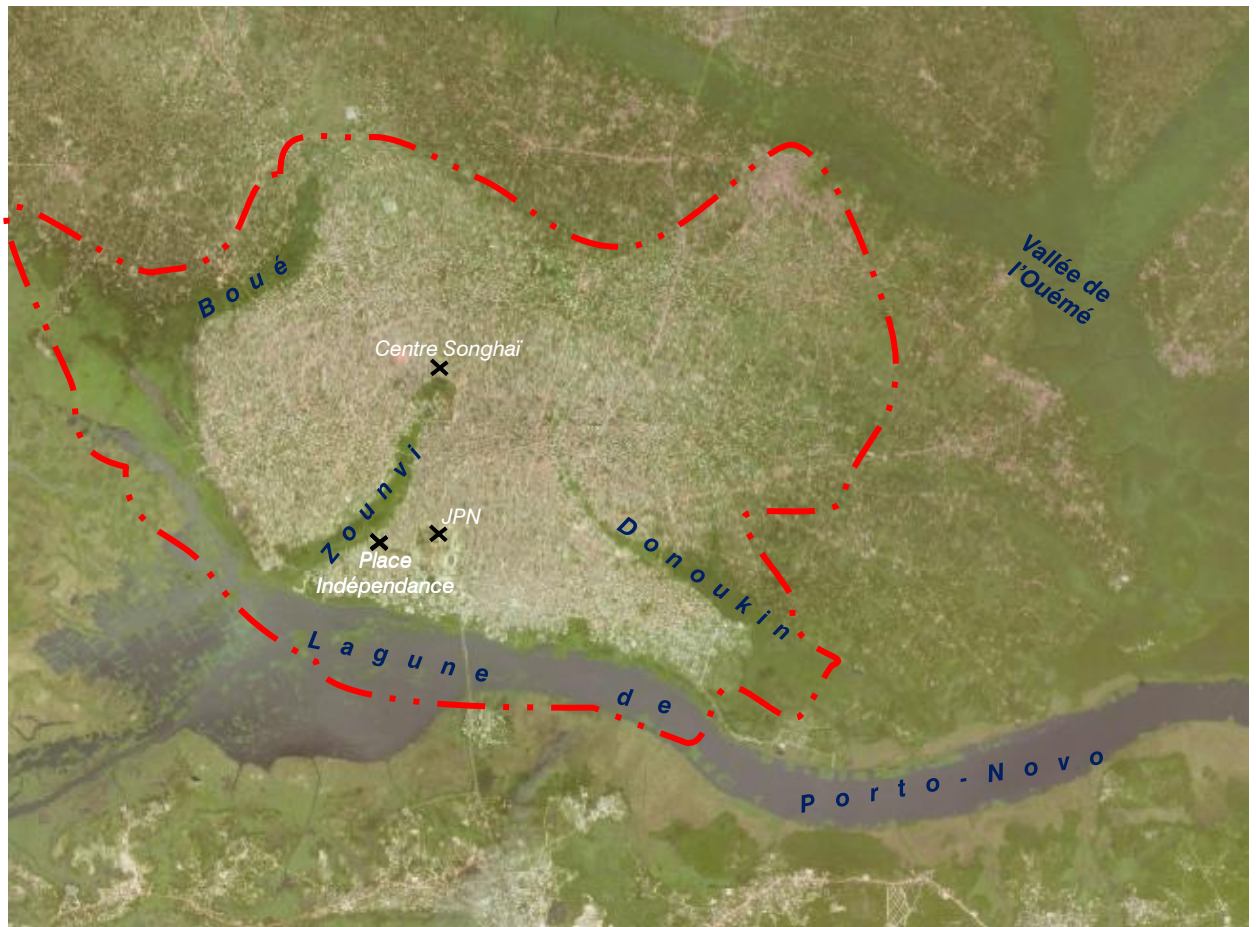 Vallée de
l'Ouémé
Boué
Centre Songhaï
Zounvi
JPN
Place
Indépendance
Donoukin
Lagune de
Porto-Novo